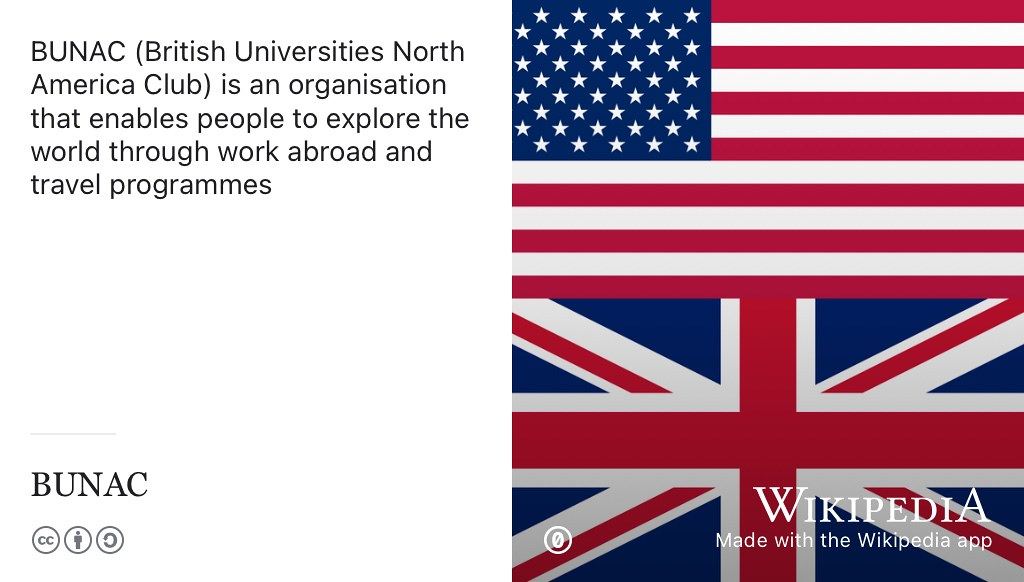 BUNAC (British Universities North
America Club) is an organisation
that enables people to explore the
world through work abroad and
travel programmes
BUNAC
cc
WIKIPEDIA
Made with the Wikipedia app